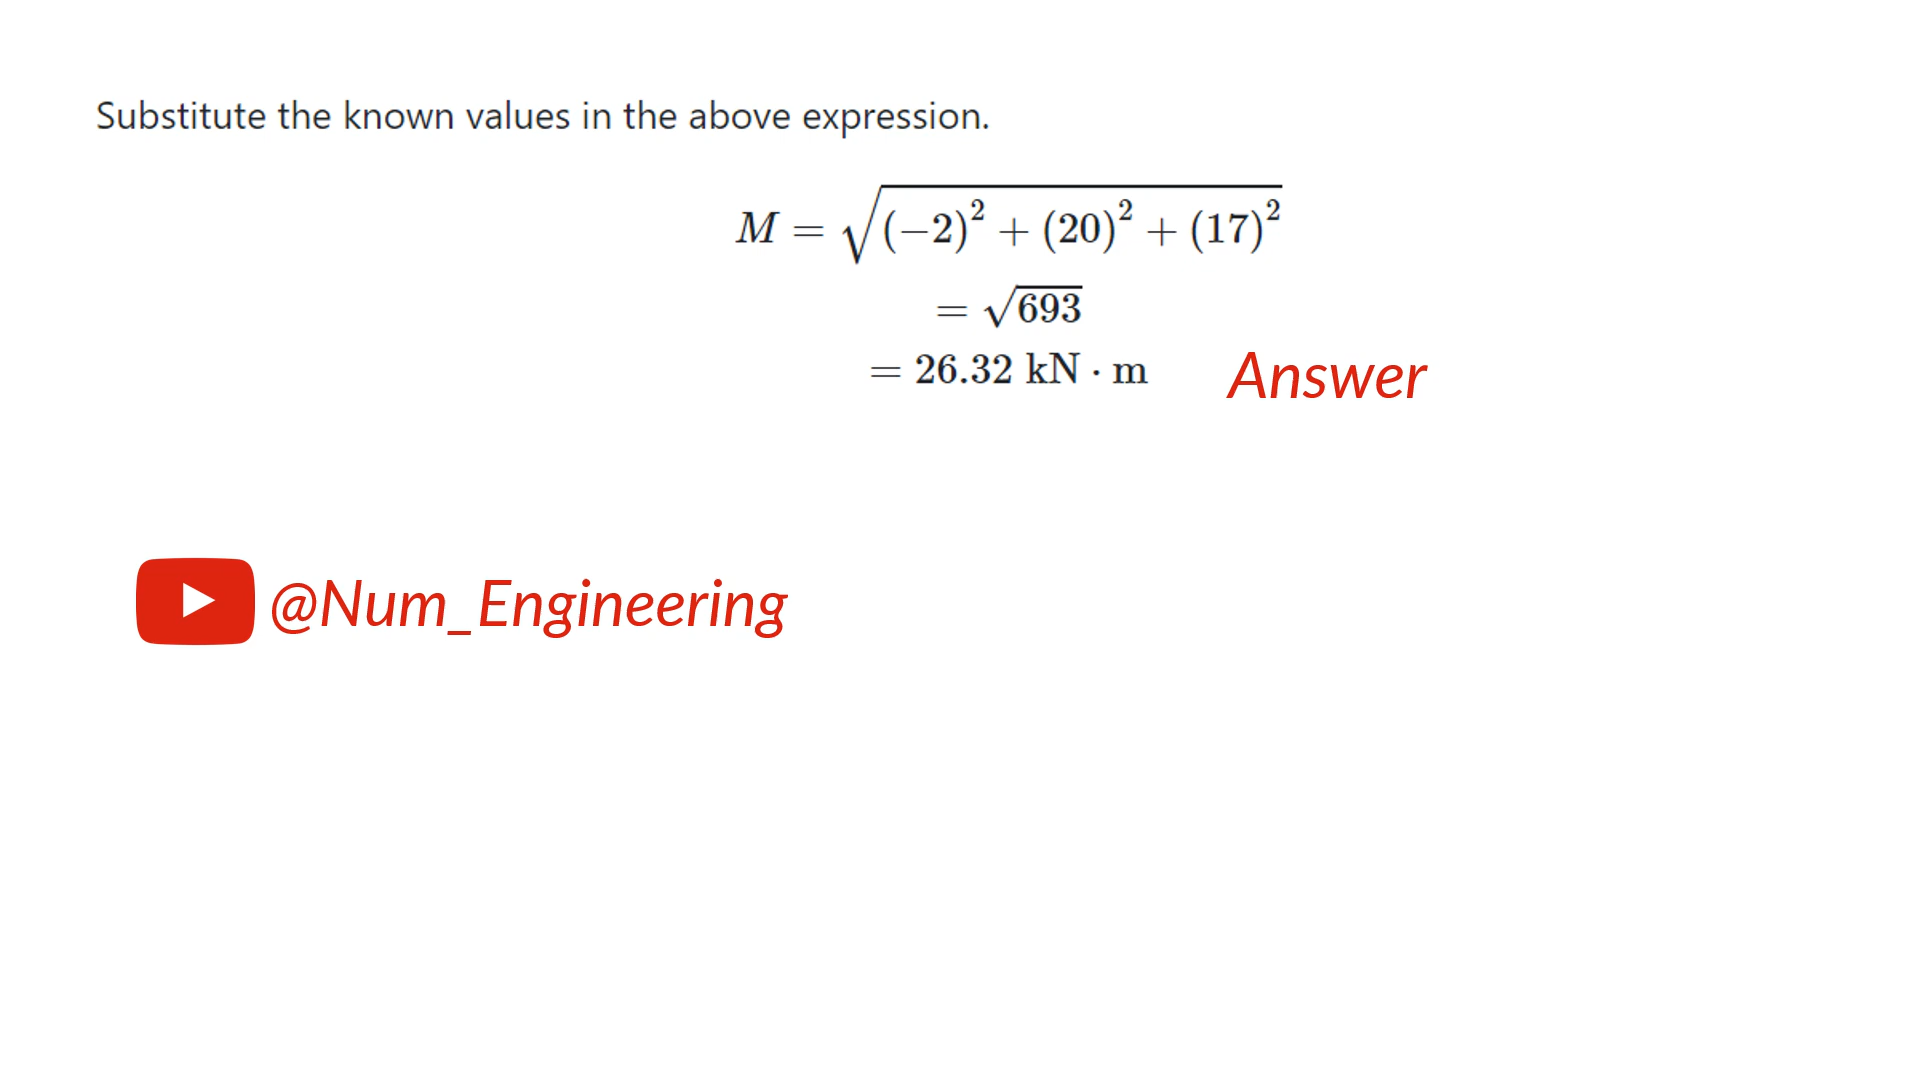 Substitute the known values in the above expression.
M = √((−2)² + (20)² + (17)²)
= √693
= 26.32 kN · m Answer
@Num_Engineering